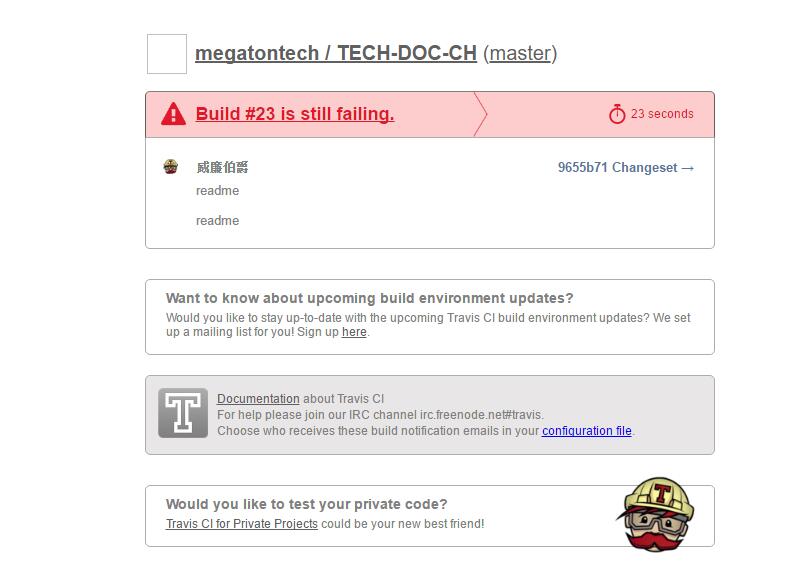 megatontech / TECH-DOC-CH (master)
Build #23 is still failing.
23 seconds
威廉伯爵
9655b71 Changeset →
readme
readme
Want to know about upcoming build environment updates?
Would you like to stay up-to-date with the upcoming Travis CI build environment updates? We set
up a mailing list for you! Sign up here.
T
Documentation about Travis CI
For help please join our IRC channel irc.freenode.net#travis.
Choose who receives these build notification emails in your configuration file.
Would you like to test your private code?
Travis CI for Private Projects could be your new best friend!
T